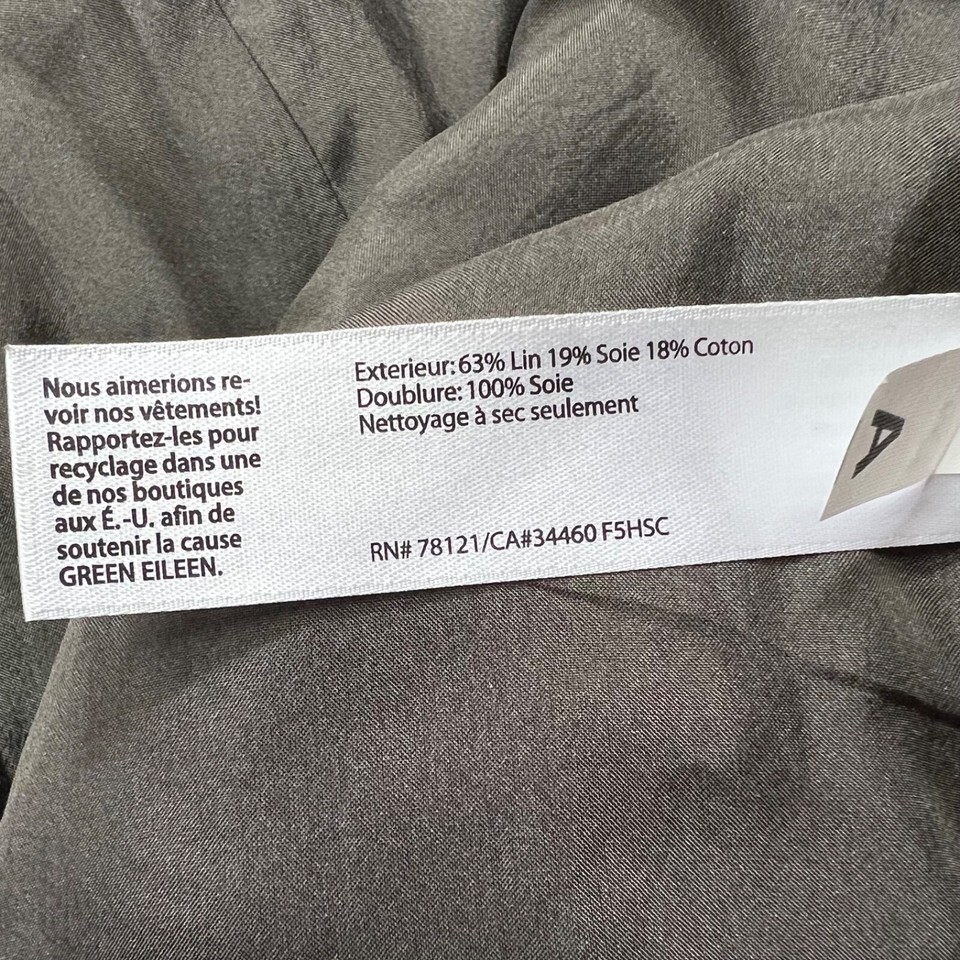 Nous aimerions re-
voir nos vêtements!
Rapportez-les pour
recyclage dans une
de nos boutiques
aux É.-U. afin de
soutenir la cause
GREEN EILEEN.
Exterieur: 63% Lin 19% Soie 18% Coton
Doublure: 100% Soie
Nettoyage à sec seulement
RN# 78121/CA#34460 F5HSC
A